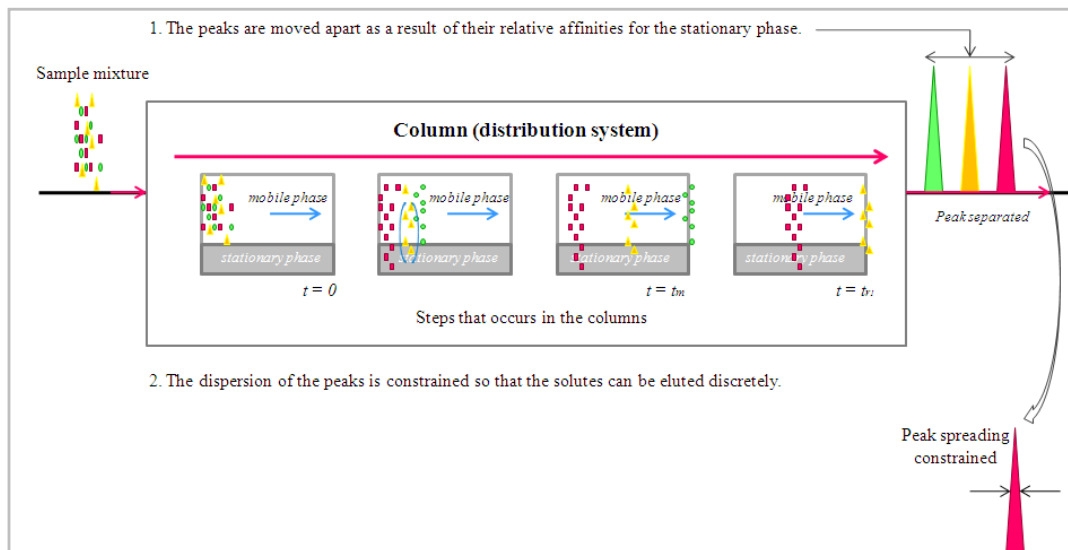 1. The peaks are moved apart as a result of their relative affinities for the stationary phase.
Sample mixture
Column (distribution system)
mobile phase
mobile phase
mobile phase
mobile phase
stationary phase
stationary phase
stationary phase
stationary phase
Peak separated
t = 0
t = tm
t = tr1
Steps that occurs in the columns
2. The dispersion of the peaks is constrained so that the solutes can be eluted discretely.
Peak spreading
constrained